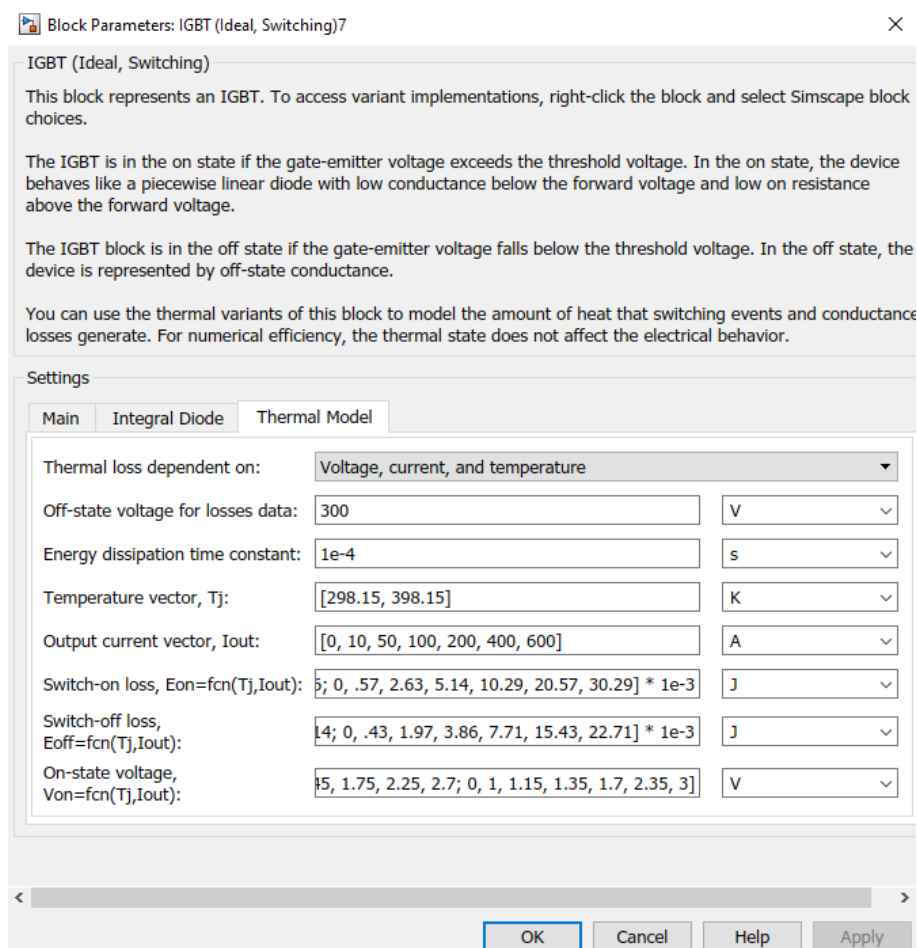 Block Parameters: IGBT (Ideal, Switching)7
IGBT (Ideal, Switching)
This block represents an IGBT. To access variant implementations, right-click the block and select Simscape block
choices.
The IGBT is in the on state if the gate-emitter voltage exceeds the threshold voltage. In the on state, the device
behaves like a piecewise linear diode with low conductance below the forward voltage and low on resistance
above the forward voltage.
The IGBT block is in the off state if the gate-emitter voltage falls below the threshold voltage. In the off state, the
device is represented by off-state conductance.
You can use the thermal variants of this block to model the amount of heat that switching events and conductance
losses generate. For numerical efficiency, the thermal state does not affect the electrical behavior.
Settings
Main Integral Diode Thermal Model
Thermal loss dependent on: Voltage, current, and temperature
Off-state voltage for losses data: 300 V
Energy dissipation time constant: 1e-4 s
Temperature vector, Tj: [298.15, 398.15] K
Output current vector, Iout: [0, 10, 50, 100, 200, 400, 600] A
Switch-on loss, Eon=fcn(Tj,Iout): ; 0, .57, 2.63, 5.14, 10.29, 20.57, 30.29] * 1e-3 J
Switch-off loss,
Eoff=fcn(Tj,Iout): 14; 0, .43, 1.97, 3.86, 7.71, 15.43, 22.71] * 1e-3 J
On-state voltage,
Von=fcn(Tj,Iout): 45, 1.75, 2.25, 2.7; 0, 1, 1.15, 1.35, 1.7, 2.35, 3] V
OK Cancel Help Apply